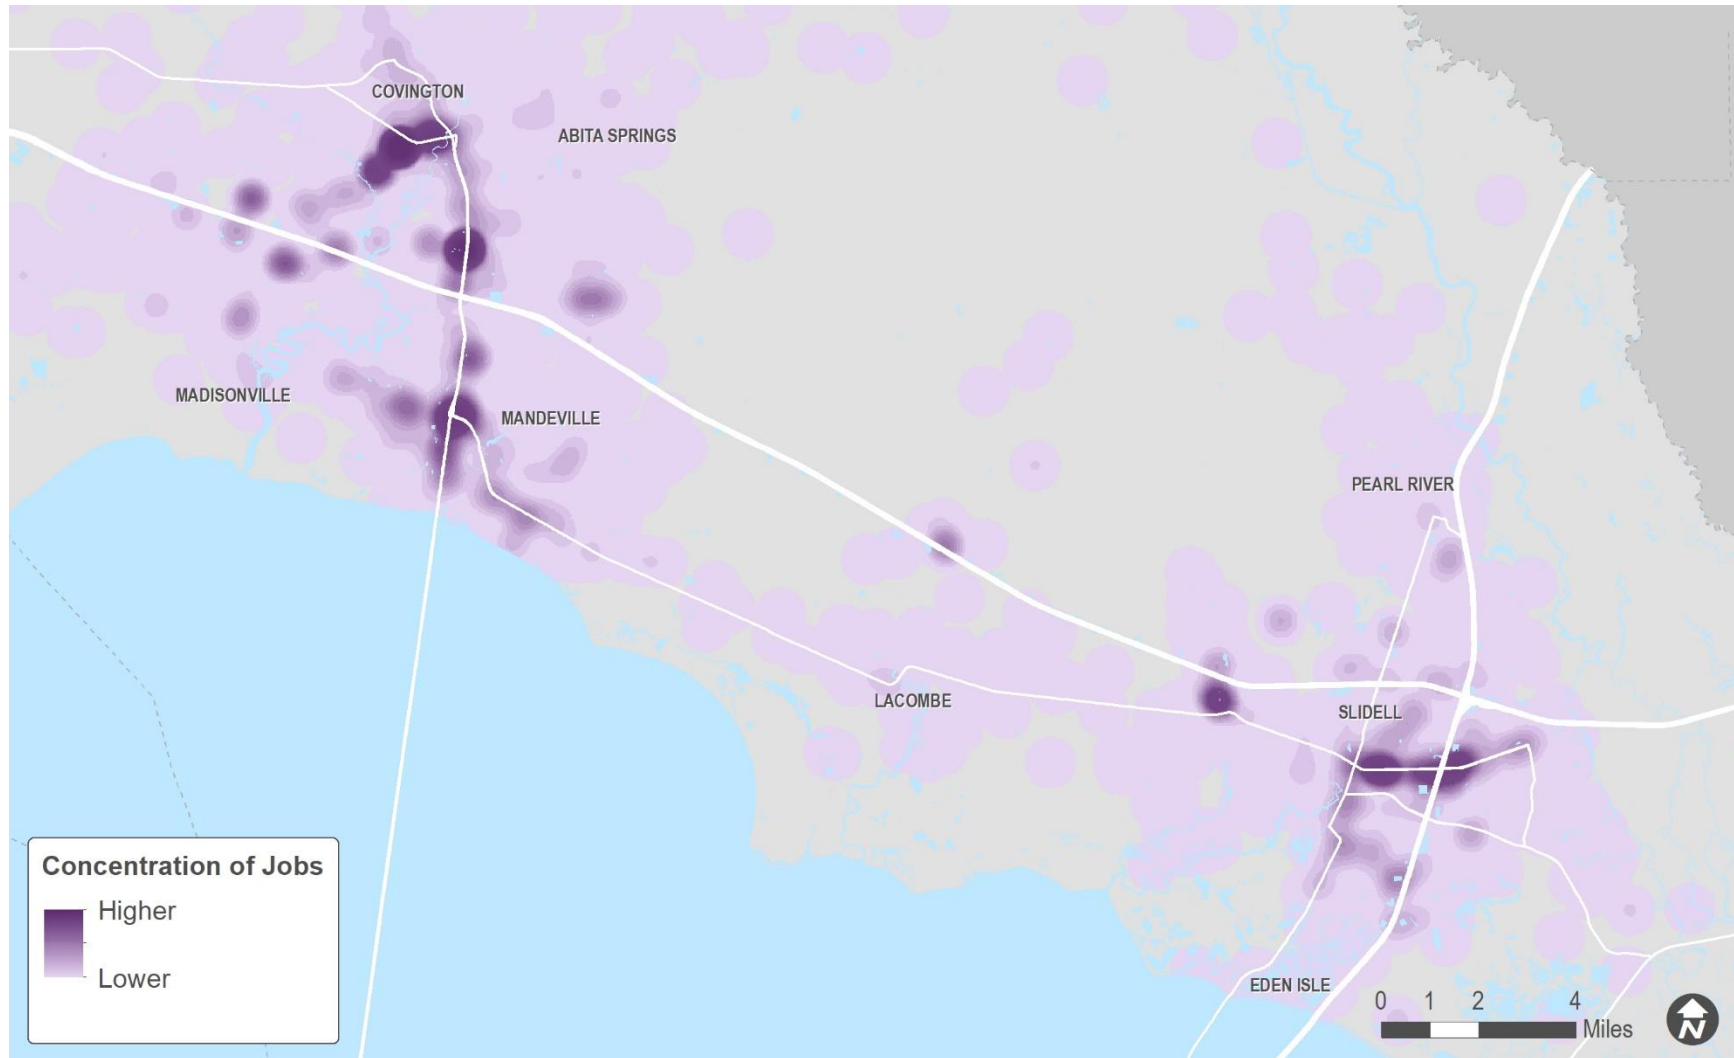 COVINGTON
ABITA SPRINGS
MADISONVILLE
MANDEVILLE
PEARL RIVER
LACOMBE
SLIDELL
EDEN ISLE
Concentration of Jobs
Higher
Lower
0 1 2 4
Miles
N